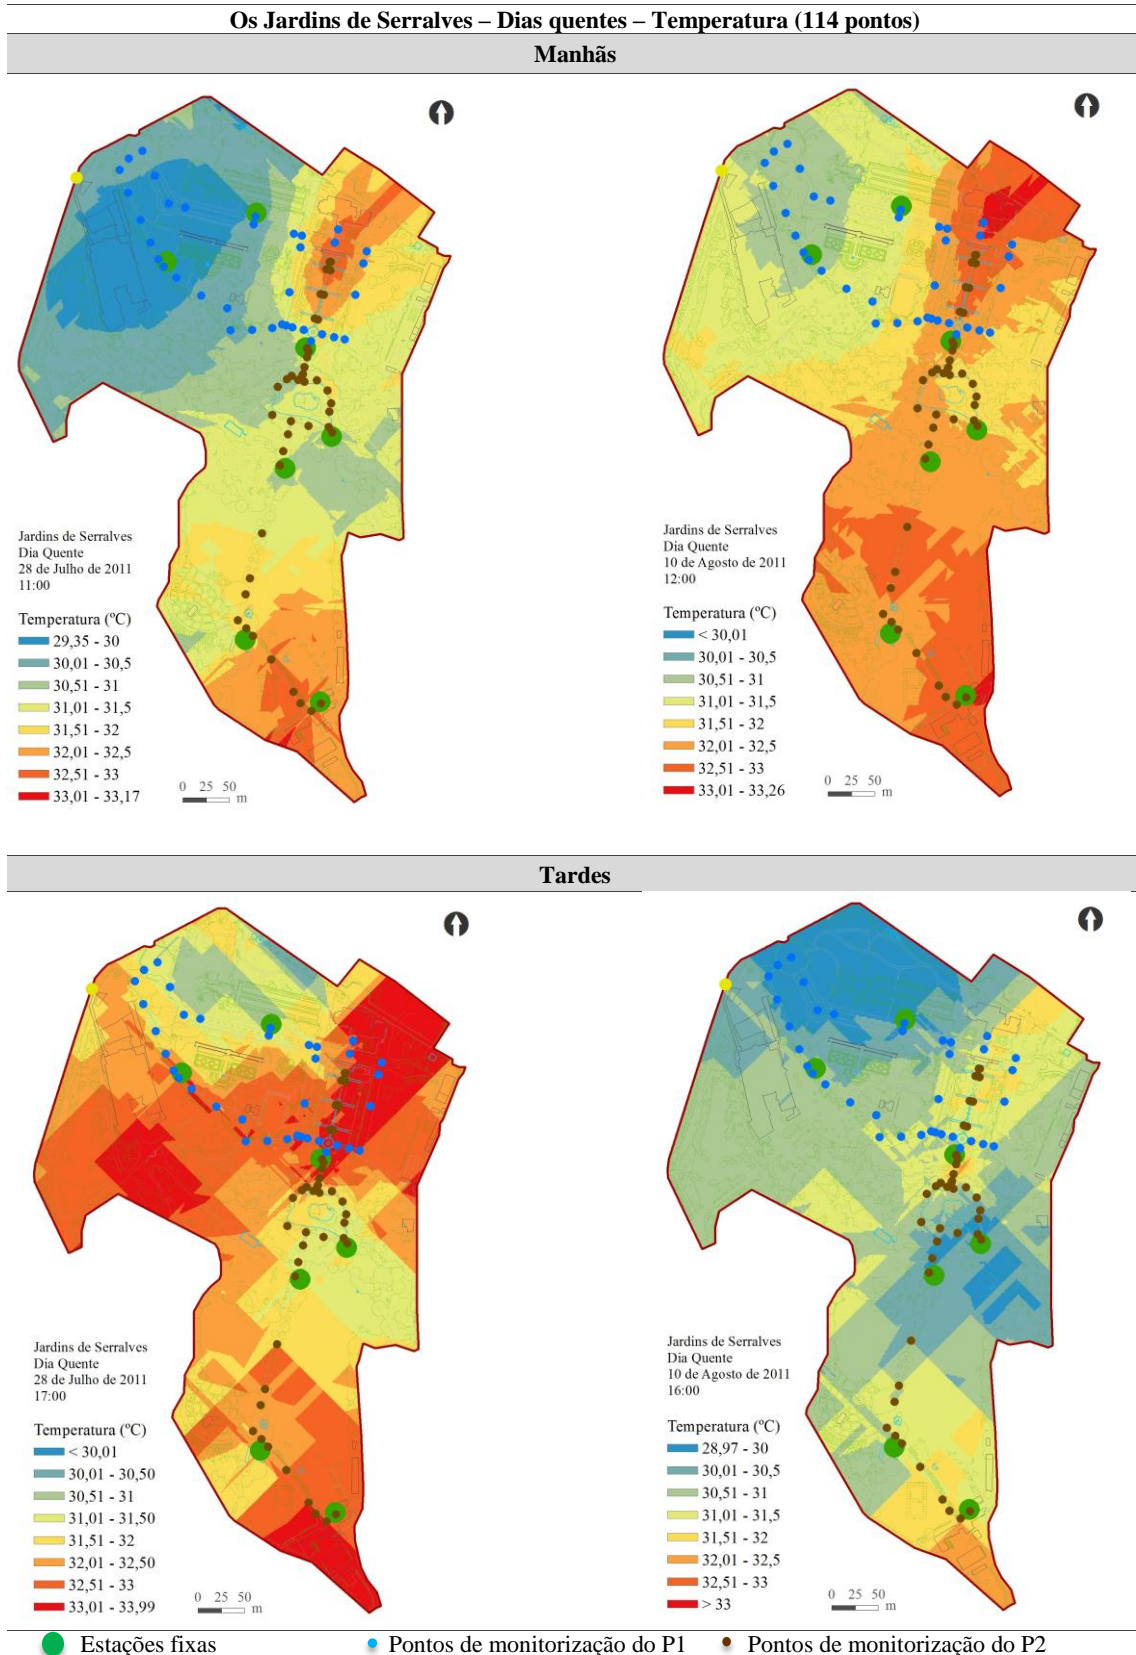 Os Jardins de Serralves – Dias quentes – Temperatura (114 pontos)
Manhãs
Jardins de Serralves
Dia Quente
28 de Julho de 2011
11:00
Temperatura (ºC)
29,35 - 30
30,01 - 30,5
30,51 - 31
31,01 - 31,5
31,51 - 32
32,01 - 32,5
32,51 - 33
33,01 - 33,17
0 25 50
m
Jardins de Serralves
Dia Quente
10 de Agosto de 2011
12:00
Temperatura (ºC)
< 30,01
30,01 - 30,5
30,51 - 31
31,01 - 31,5
31,51 - 32
32,01 - 32,5
32,51 - 33
33,01 - 33,26
0 25 50
m
Tardes
Jardins de Serralves
Dia Quente
28 de Julho de 2011
17:00
Temperatura (ºC)
< 30,01
30,01 - 30,50
30,51 - 31
31,01 - 31,50
31,51 - 32
32,01 - 32,50
32,51 - 33
33,01 - 33,99
0 25 50
m
Jardins de Serralves
Dia Quente
10 de Agosto de 2011
16:00
Temperatura (ºC)
28,97 - 30
30,01 - 30,5
30,51 - 31
31,01 - 31,5
31,51 - 32
32,01 - 32,5
32,51 - 33
> 33
0 25 50
m
Estações fixas Pontos de monitorização do P1 Pontos de monitorização do P2